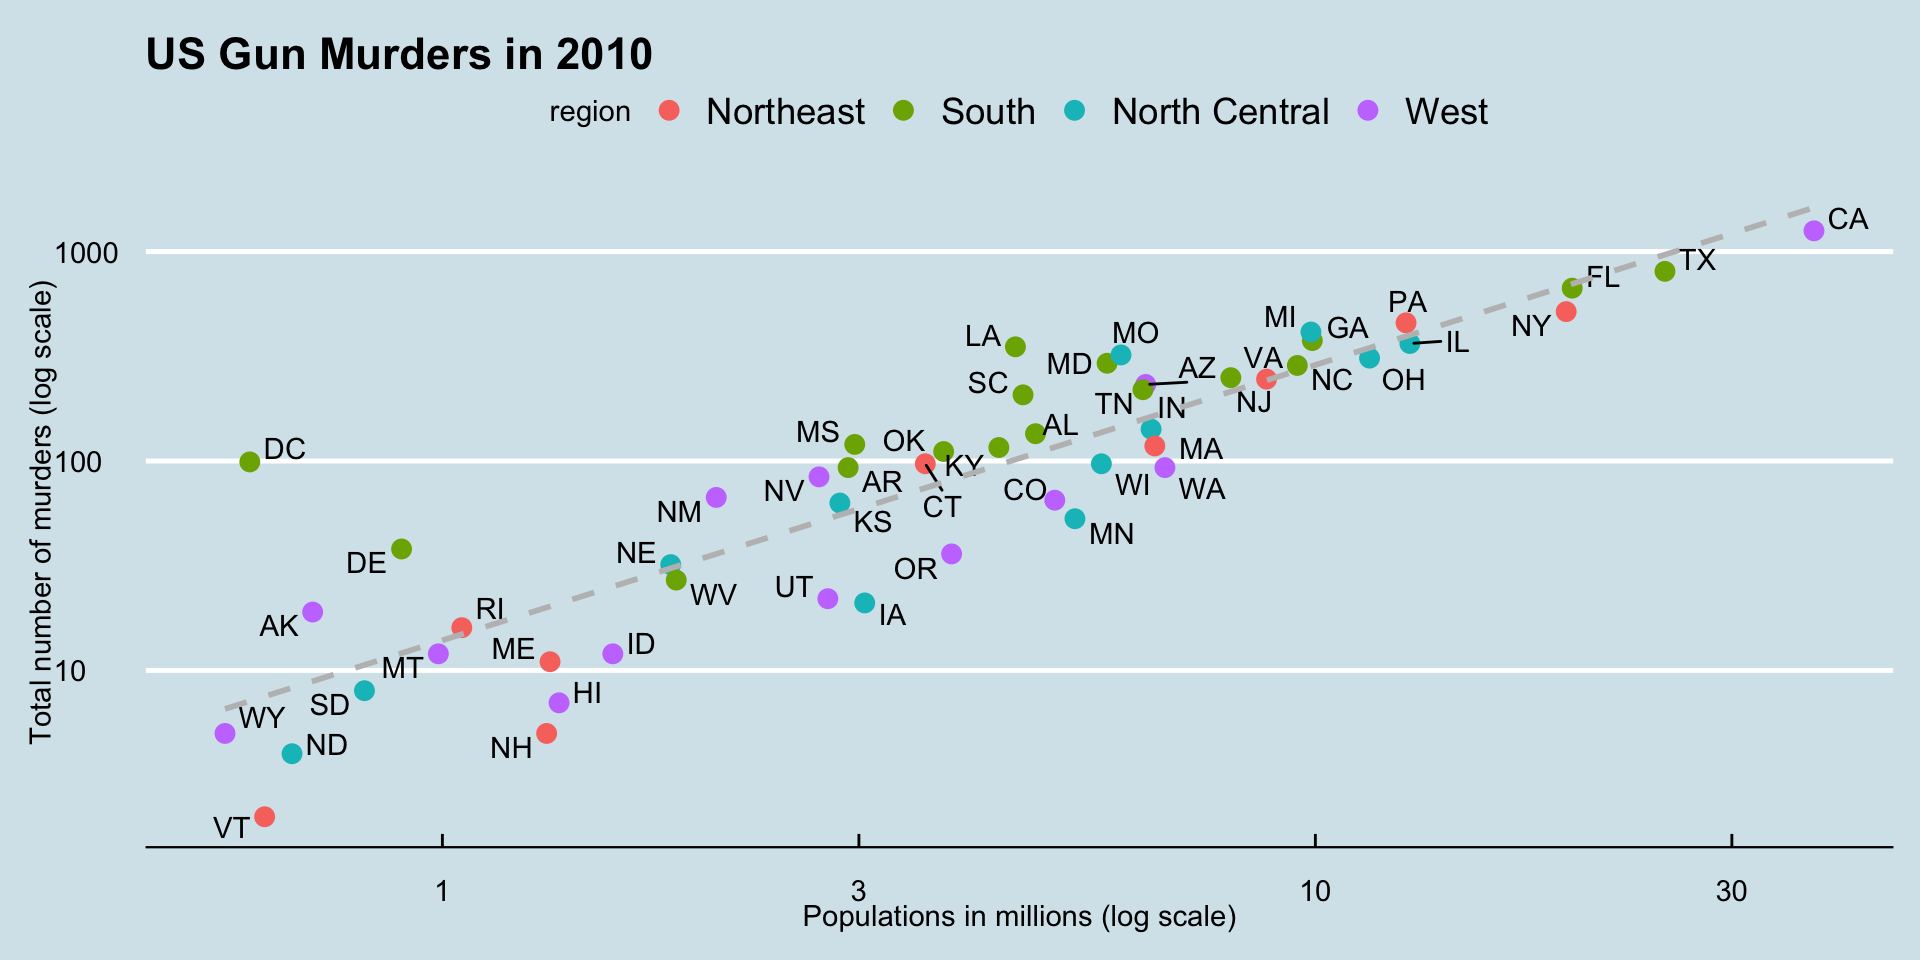 US Gun Murders in 2010
region Northeast South North Central West
Total number of murders (log scale)
1000
100
10
CA
TX
FL
NY
PA
MI
GA
IL
MO
LA
MD
AZ
VA
NC
OH
SC
TN
IN
NJ
AL
MS
OK
DC
KY
MA
AR
NV
WI
WA
CO
NM
CT
KS
MN
NE
DE
OR
UT
WV
RI
IA
AK
ME
ID
MT
HI
SD
WY
ND
NH
VT
1 3 10 30
Populations in millions (log scale)